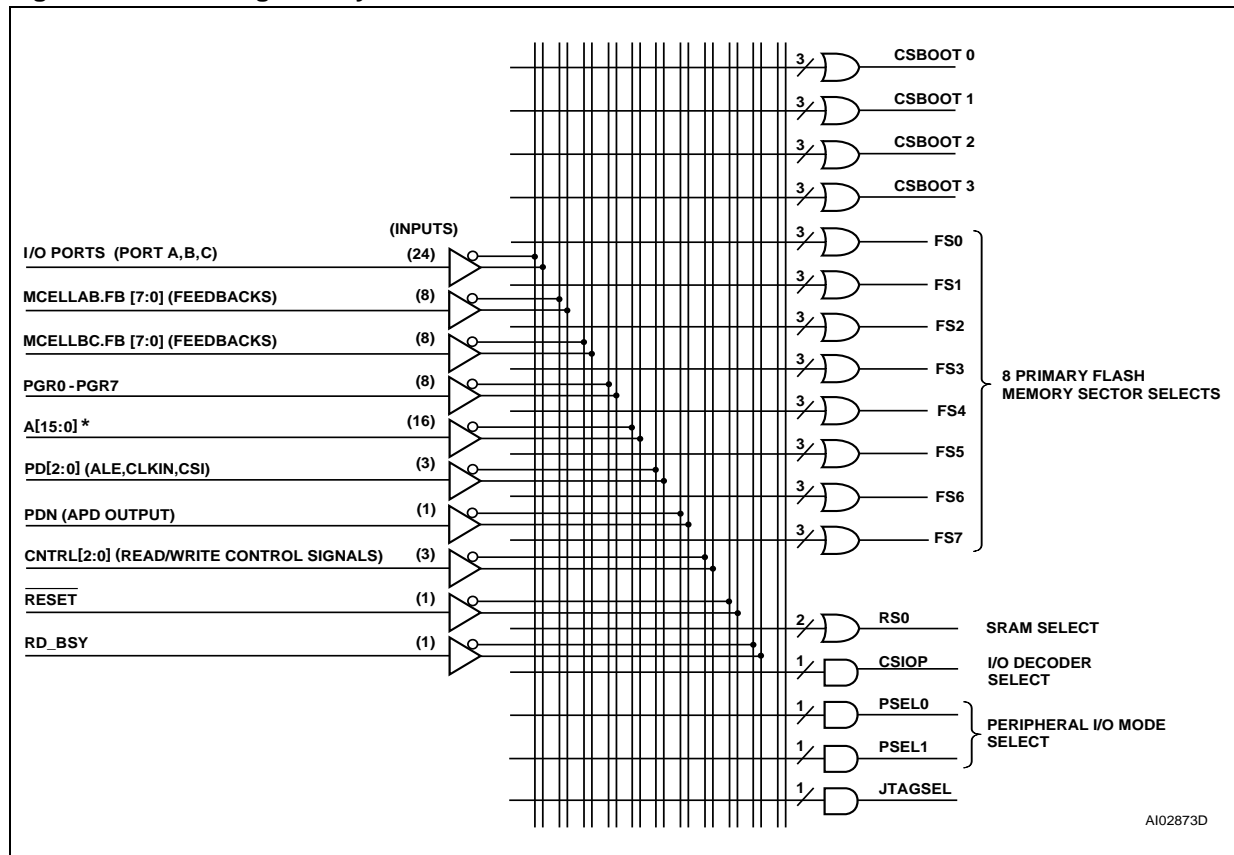 CSBOOT 0
3
CSBOOT 1
3
CSBOOT 2
3
CSBOOT 3
3
(INPUTS)
I/O PORTS (PORT A,B,C)
(24)
MCELLAB.FB [7:0] (FEEDBACKS)
(8)
MCELLBC.FB [7:0] (FEEDBACKS)
(8)
PGR0 - PGR7
(8)
A[15:0] *
(16)
PD[2:0] (ALE,CLKIN,CSI)
(3)
PDN (APD OUTPUT)
(1)
CNTRL[2:0] (READ/WRITE CONTROL SIGNALS)
(3)
RESET
(1)
RD_BSY
(1)
3
FS0
3
FS1
3
FS2
3
FS3
3
FS4
3
FS5
3
FS6
3
FS7
8 PRIMARY FLASH
MEMORY SECTOR SELECTS
2
RS0
SRAM SELECT
1
CSIOP
I/O DECODER
SELECT
1
PSEL0
1
PSEL1
PERIPHERAL I/O MODE
SELECT
1
JTAGSEL
AI02873D